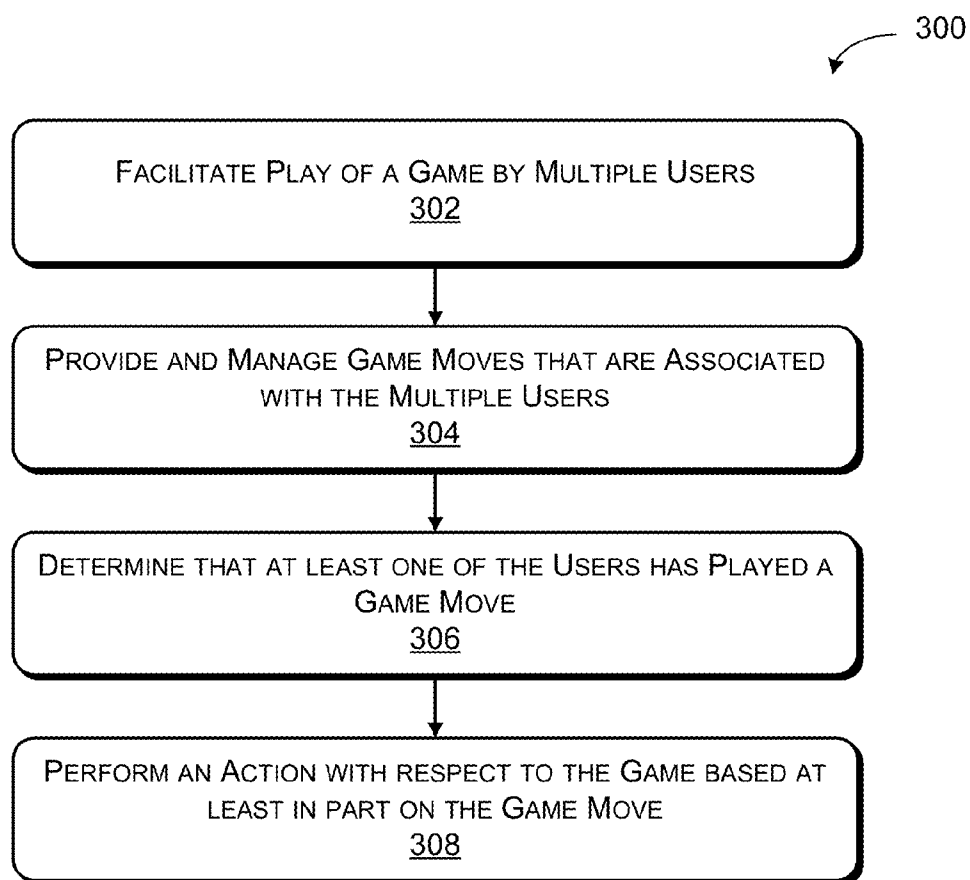 300
Facilitate Play of a Game by Multiple Users
302
Provide and Manage Game Moves that are Associated
with the Multiple Users
304
Determine that at least one of the Users has Played a
Game Move
306
Perform an Action with respect to the Game based at
least in part on the Game Move
308